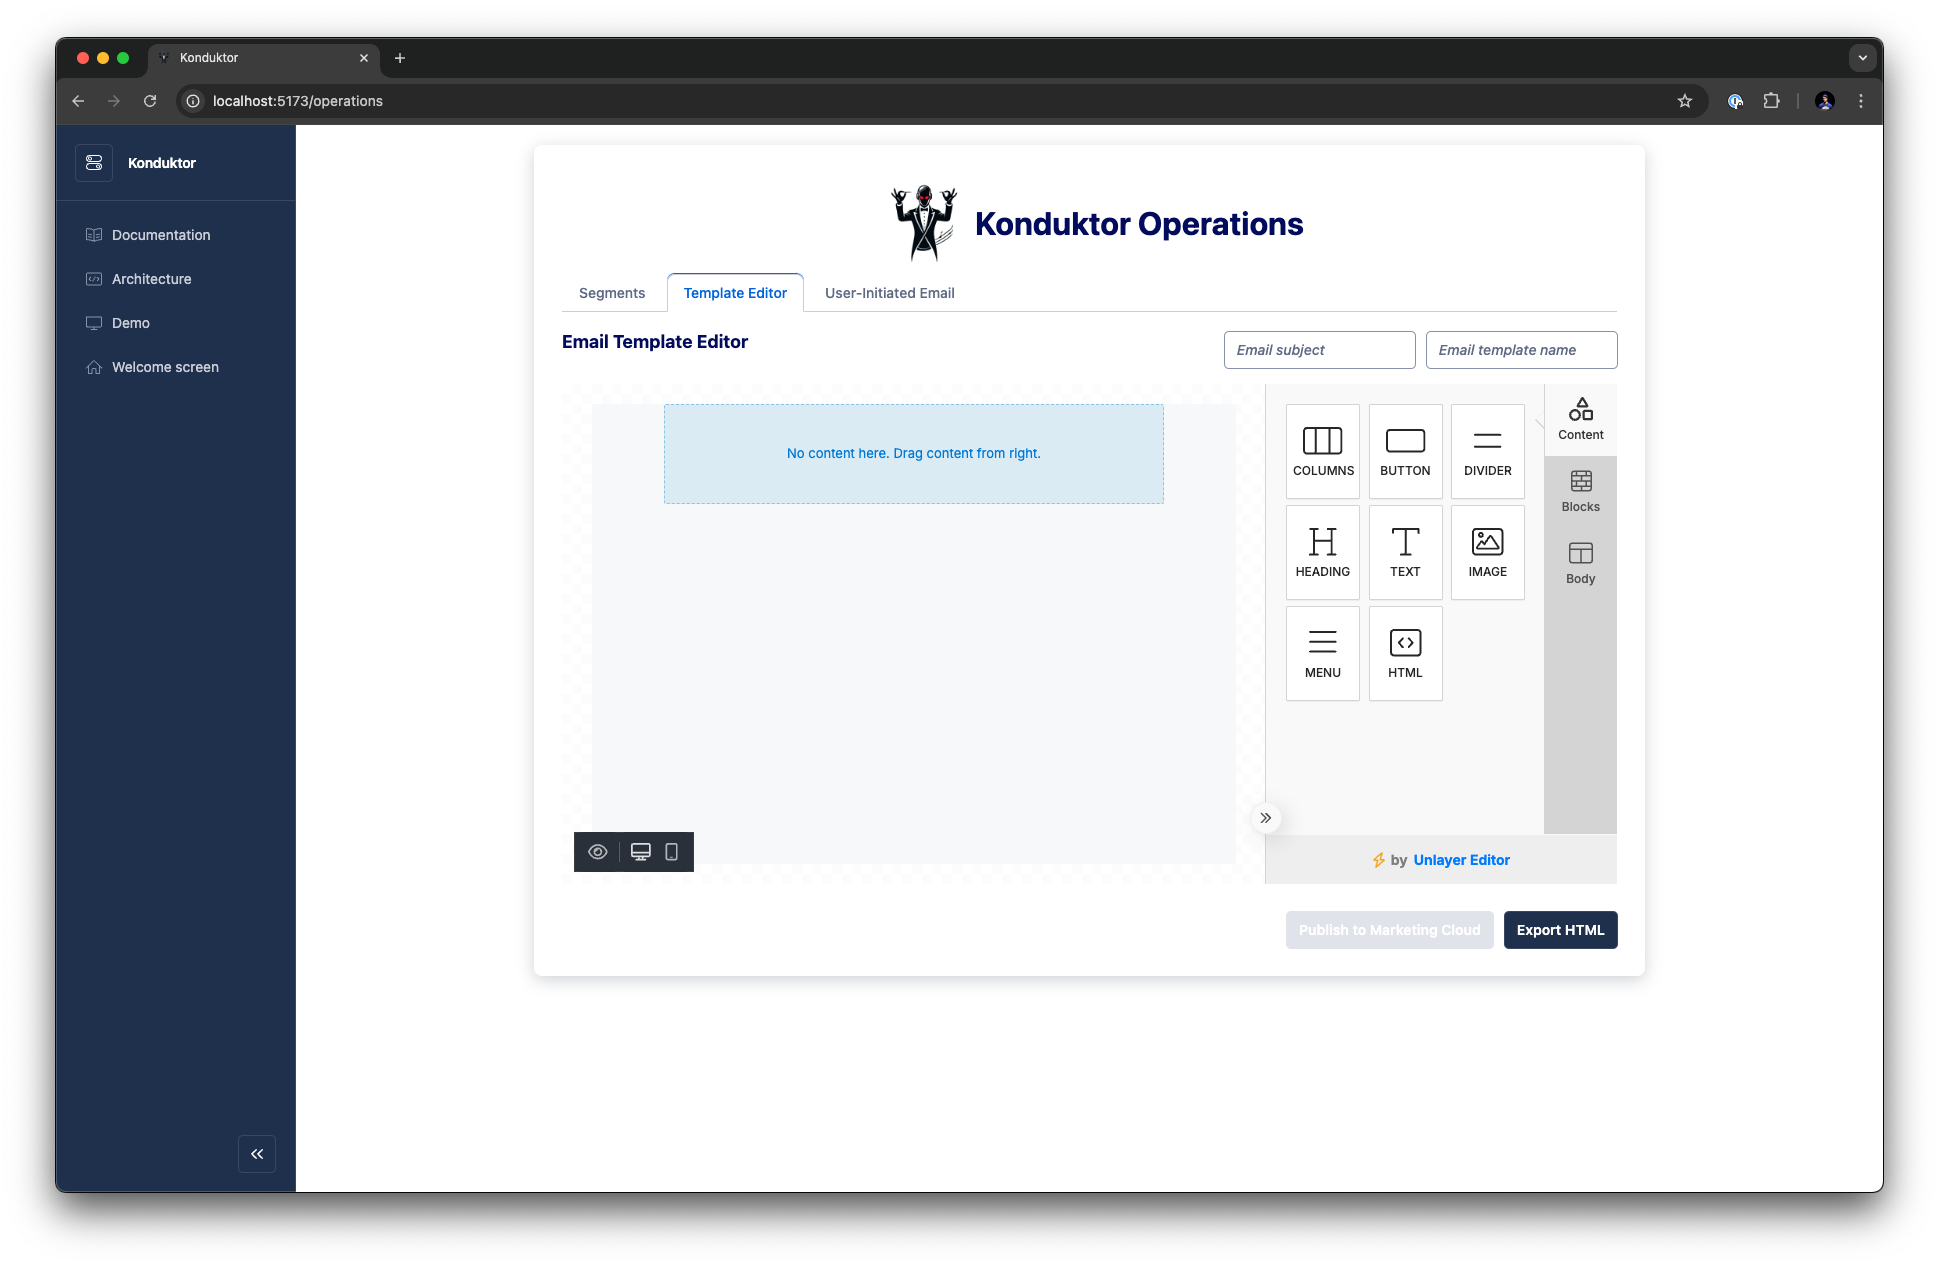 Konduktor
localhost:5173/operations
Konduktor
Documentation
Architecture
Demo
Welcome screen
Konduktor Operations
Segments
Template Editor
User-Initiated Email
Email Template Editor
Email subject
Email template name
No content here. Drag content from right.
COLUMNS
BUTTON
DIVIDER
HEADING
TEXT
IMAGE
MENU
HTML
Content
Blocks
Body
by Unlayer Editor
Publish to Marketing Cloud
Export HTML